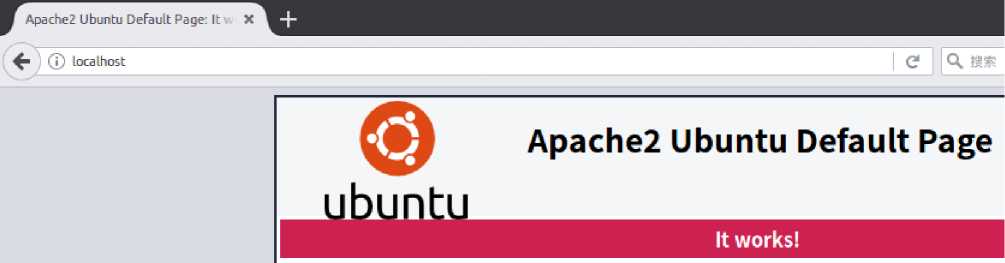 Apache2 Ubuntu Default Page: It w
localhost
搜索
Apache2 Ubuntu Default Page
ubuntu
It works!